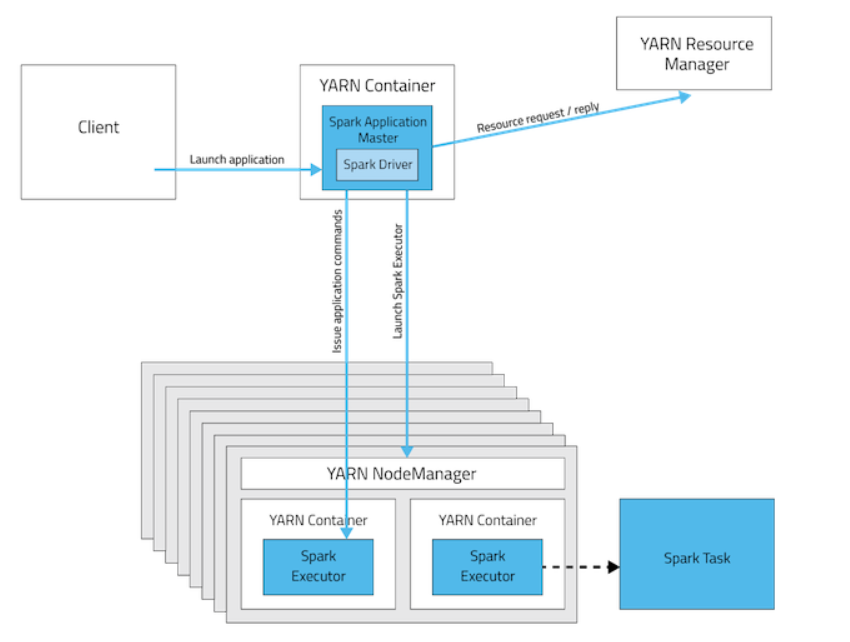 YARN Resource
Manager
YARN Container
Client
Spark Application
Master
Spark Driver
Launch application
Resource request / reply
Issue application commands
Launch Spark Executor
YARN NodeManager
YARN Container
YARN Container
Spark
Executor
Spark
Executor
Spark Task